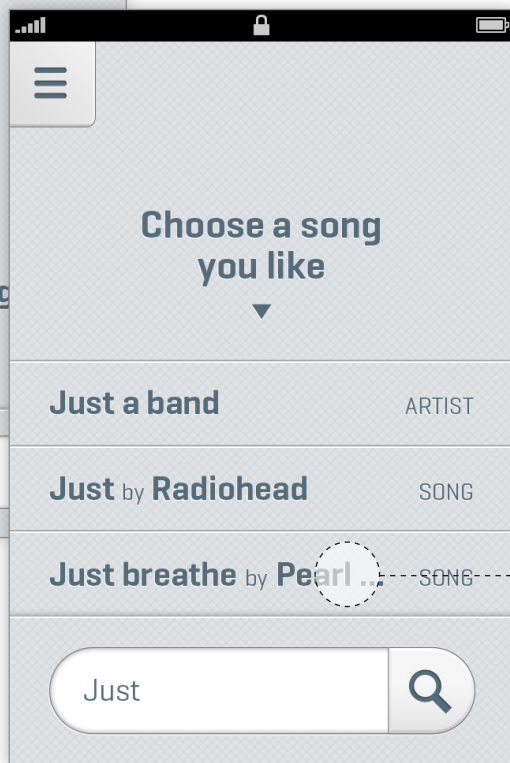 Choose a song
you like
Just a band ARTIST
Just by Radiohead SONG
Just breathe by Pearl ... SONG
Just